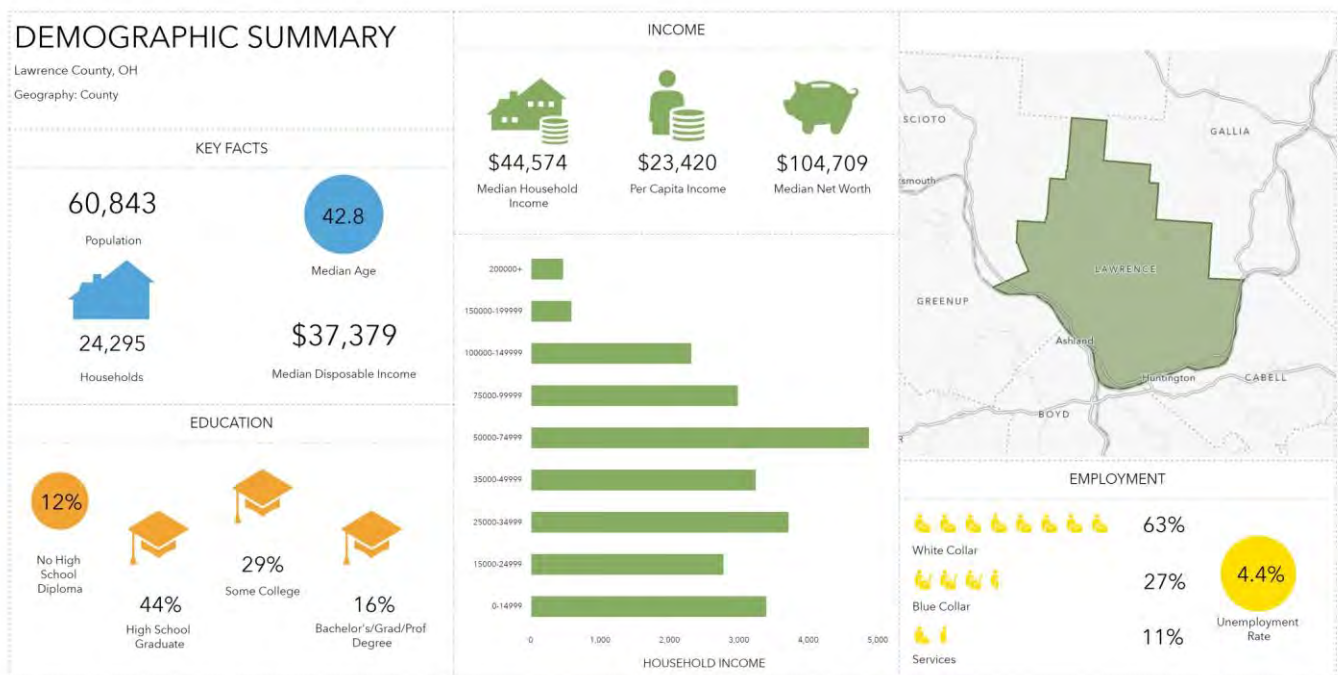 DEMOGRAPHIC SUMMARY
Lawrence County, OH
Geography: County
KEY FACTS
60,843
Population
42.8
Median Age
24,295
Households
$37,379
Median Disposable Income
EDUCATION
12%
No High
School
Diploma
44%
High School
Graduate
29%
Some College
16%
Bachelor's/Grad/Prof
Degree
INCOME
$44,574
Median Household
Income
$23,420
Per Capita Income
$104,709
Median Net Worth
200000+
150000-199999
100000-149999
75000-99999
50000-74999
35000-49999
25000-34999
15000-24999
0-14999
0
1,000
2,000
3,000
4,000
5,000
HOUSEHOLD INCOME
SCIOTO
GALLIA
smouth
LAWRENCE
GREENUP
Ashland
Huntington
CABELL
BOYD
R
EMPLOYMENT
63%
White Collar
27%
Blue Collar
11%
Services
4.4%
Unemployment
Rate